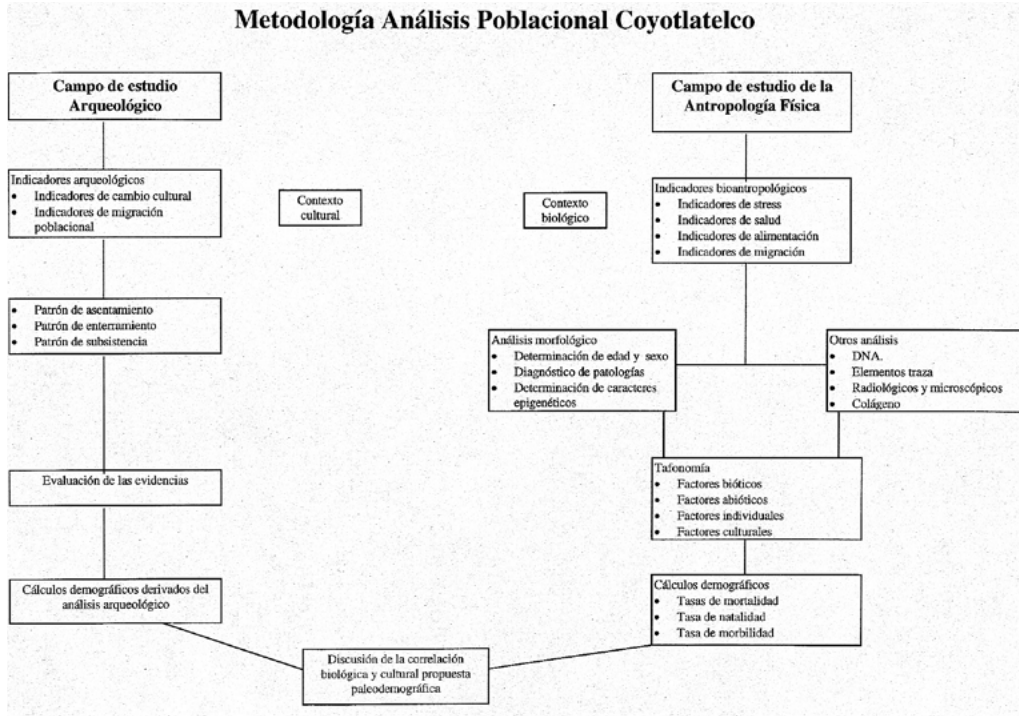 Metodología Análisis Poblacional Coyotlatelco
Campo de estudio
Arqueológico
Indicadores arqueológicos
• Indicadores de cambio cultural
• Indicadores de migración
poblacional
• Patrón de asentamiento
• Patrón de enterramiento
• Patrón de subsistencia
Evaluación de las evidencias
Cálculos demográficos derivados del
análisis arqueológico
Contexto
cultural
Contexto
biológico
Campo de estudio de la
Antropología Física
Indicadores bioantropológicos
• Indicadores de stress
• Indicadores de salud
• Indicadores de alimentación
• Indicadores de migración
Análisis morfológico
• Determinación de edad y sexo
• Diagnóstico de patologías
• Determinación de caracteres
epigenéticos
Otros análisis
• DNA.
• Elementos traza
• Radiológicos y microscópicos
• Colágeno
Tafonomía
• Factores bióticos
• Factores abióticos
• Factores individuales
• Factores culturales
Cálculos demográficos
• Tasas de mortalidad
• Tasa de natalidad
• Tasa de morbilidad
Discusión de la correlación
biológica y cultural propuesta
paleodemográfica